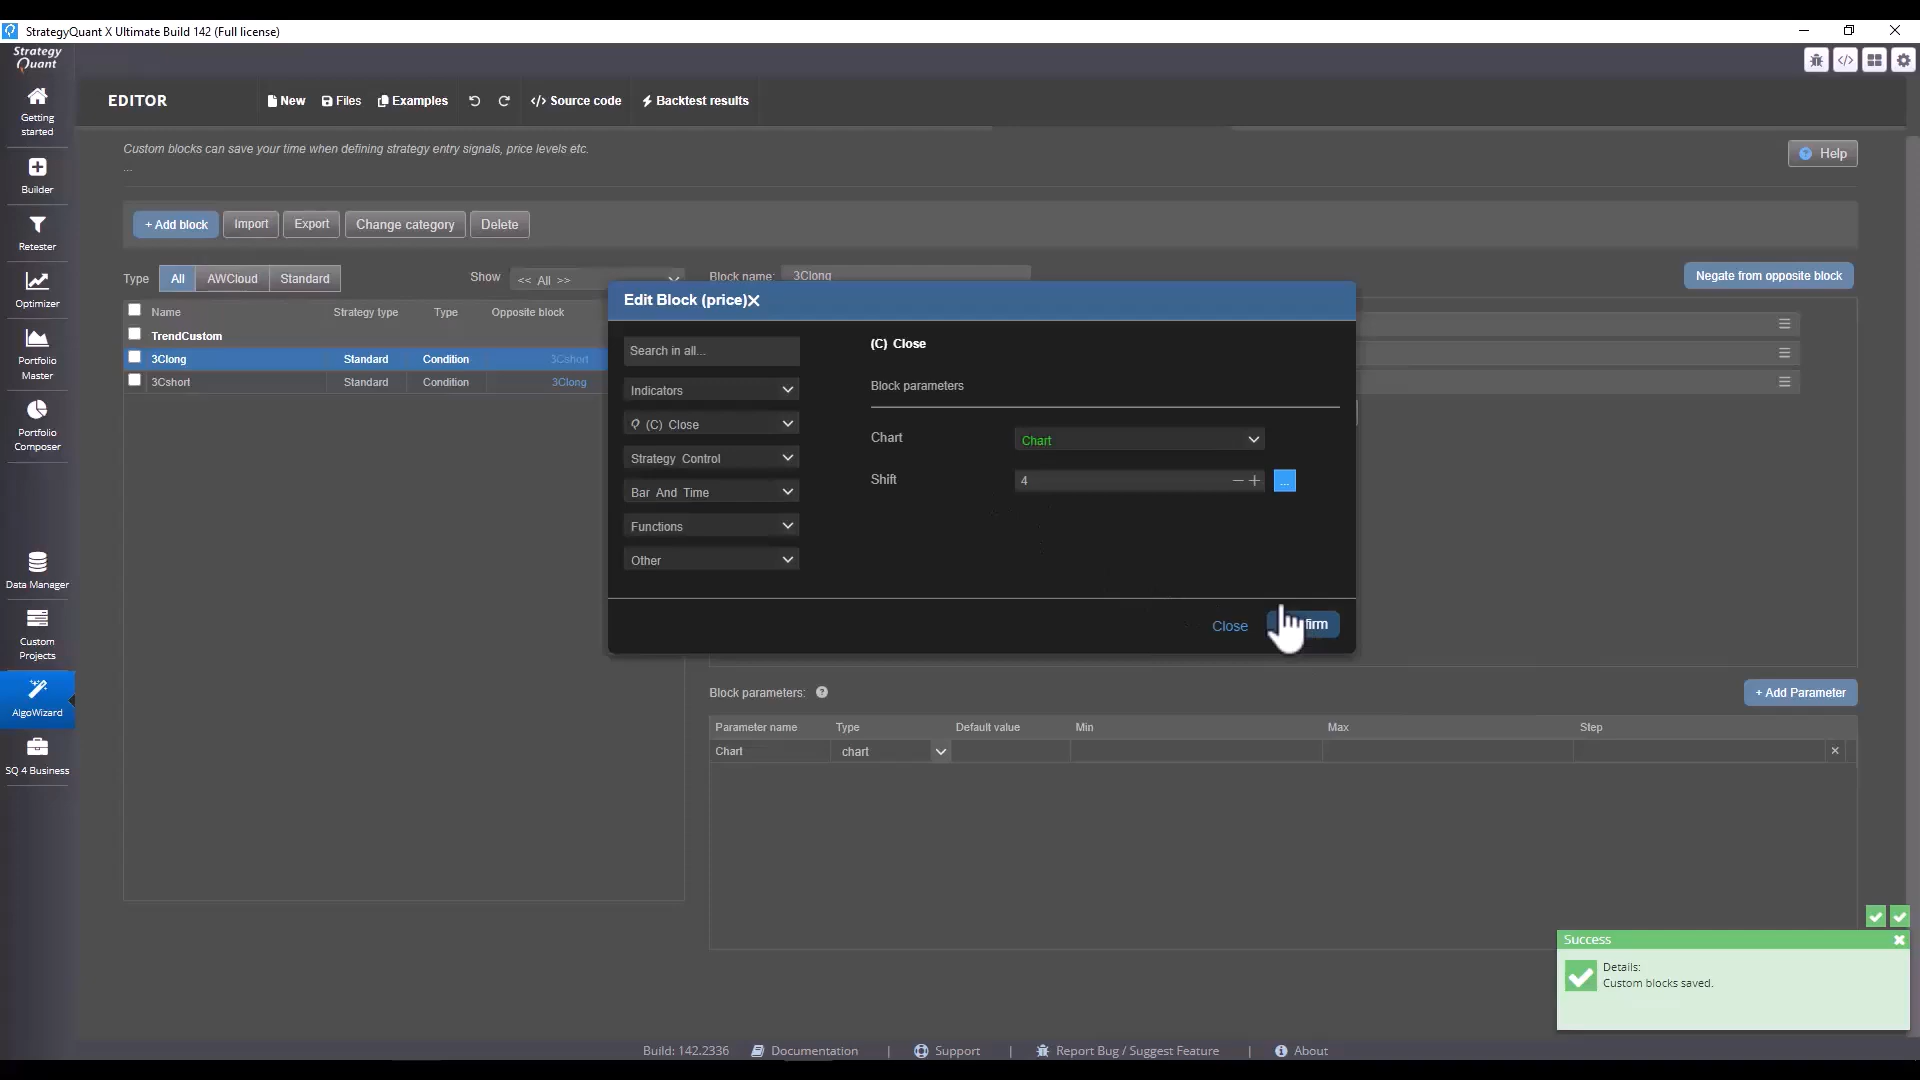 StrategyQuant X Ultimate Build 142 (Full license)
Strategy
Quant
Getting
started
Builder
Retester
Optimizer
Portfolio
Master
Portfolio
Composer
Data Manager
Custom
Projects
AlgoWizard
SQ 4 Business
EDITOR
New Files Examples </> Source code Backtest results
Custom blocks can save your time when defining strategy entry signals, price levels etc.
...
? Help
+ Add block Import Export Change category Delete
Type All AWCloud Standard Show << All >>
Block name: 3Clong Negate from opposite block
Name Strategy type Type Opposite block
TrendCustom
3Clong Standard Condition 3Cshort
3Cshort Standard Condition 3Clong
Edit Block (price)X
Search in all...
Indicators
(C) Close
Strategy Control
Bar And Time
Functions
Other
(C) Close
Block parameters
Chart Chart
Shift 4 − + ...
Close
Block parameters: ? + Add Parameter
Parameter name Type Default value Min Max Step
Chart chart ×
Success
Details:
Custom blocks saved.
Build: 142.2336 Documentation | Support | Report Bug / Suggest Feature | About